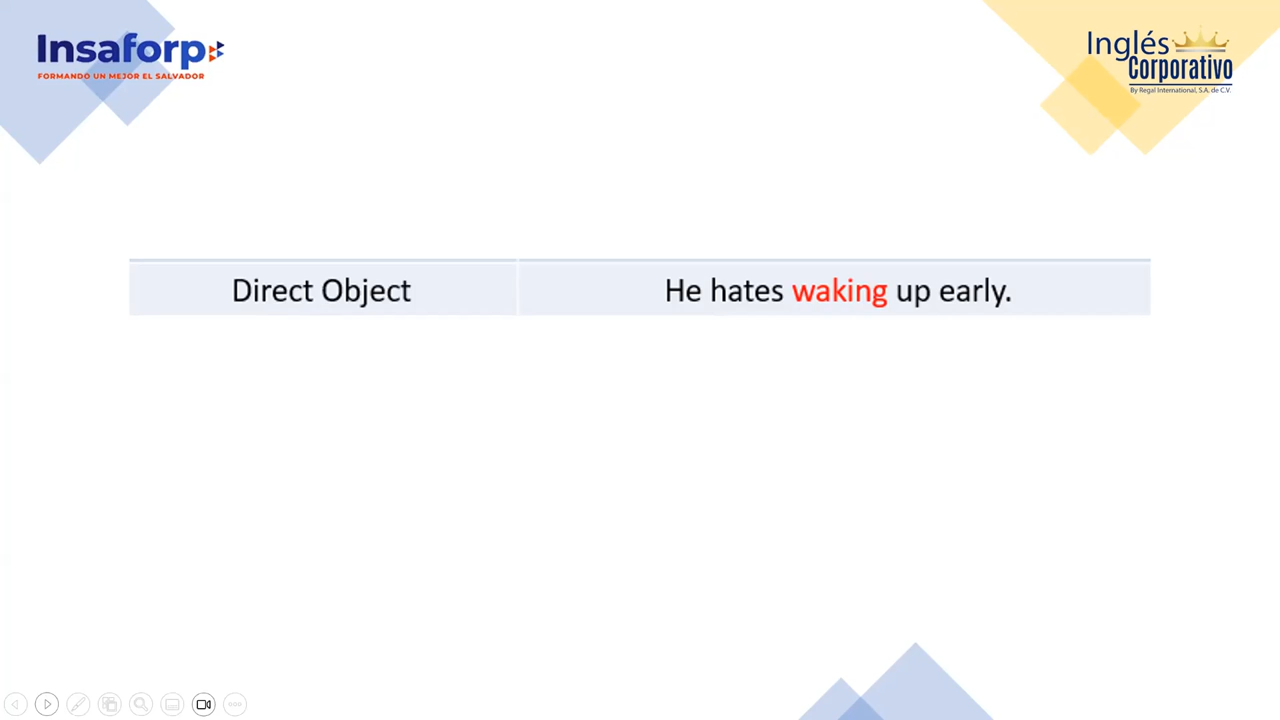 Insaforp
FORMANDO UN MEJOR EL SALVADOR
Inglés
Corporativo
By Regal International, S.A. de C.V.
Direct Object He hates waking up early.